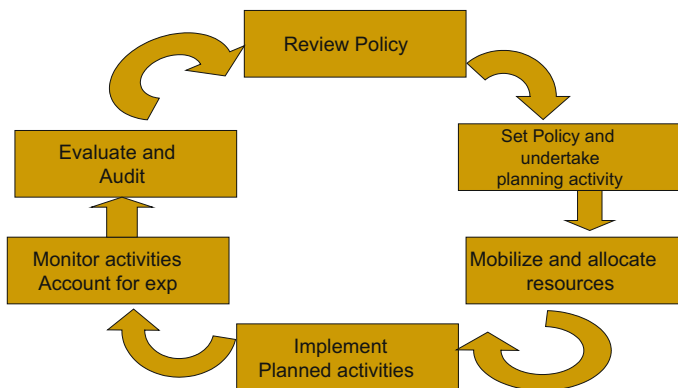 Review Policy
Set Policy and
undertake
planning activity
Mobilize and allocate
resources
Implement
Planned activities
Monitor activities
Account for exp
Evaluate and
Audit